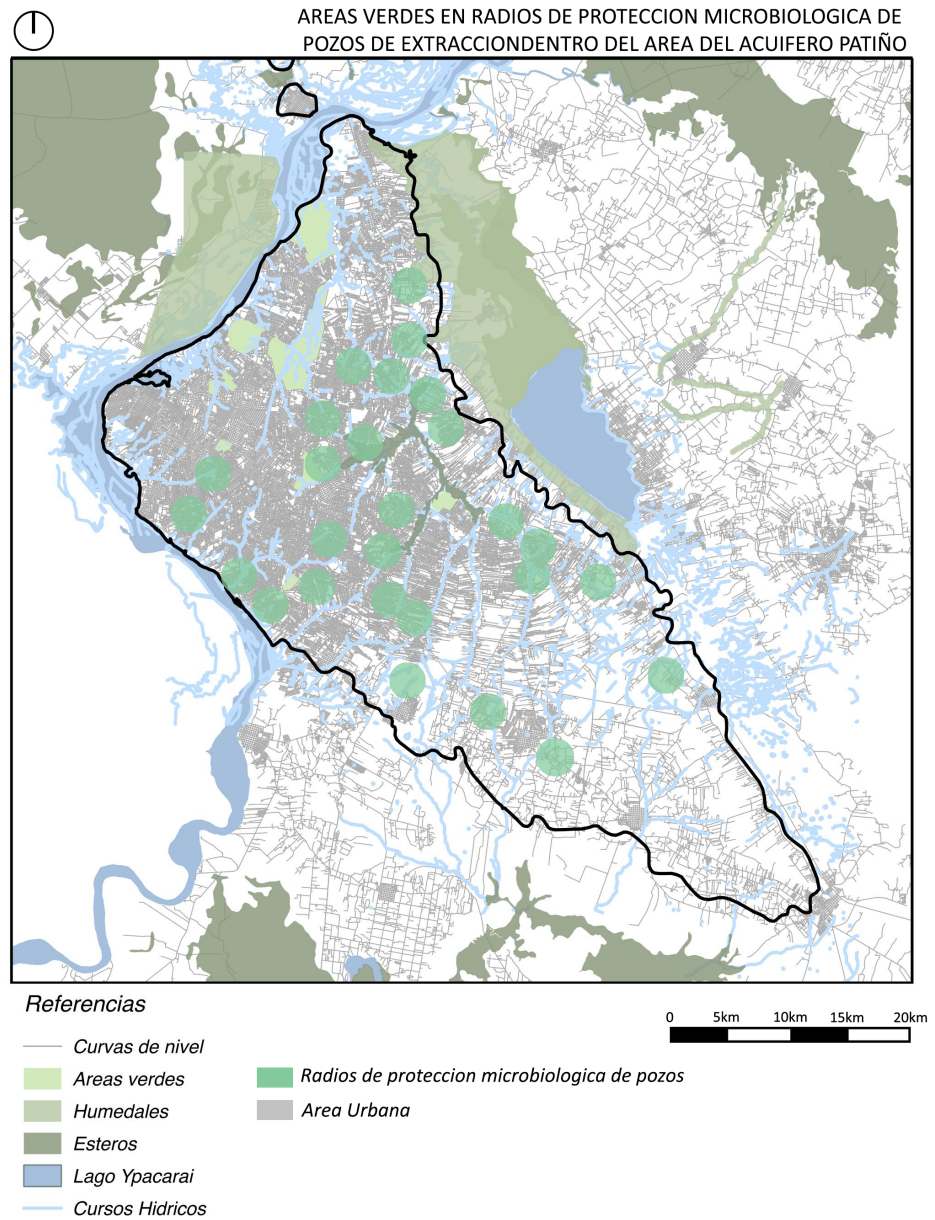 AREAS VERDES EN RADIOS DE PROTECCION MICROBIOLOGICA DE
POZOS DE EXTRACCIONDENTRO DEL AREA DEL ACUIFERO PATIÑO
Referencias
0 5km 10km 15km 20km
Curvas de nivel
Areas verdes
Humedales
Esteros
Lago Ypacarai
Cursos Hidricos
Radios de proteccion microbiologica de pozos
Area Urbana